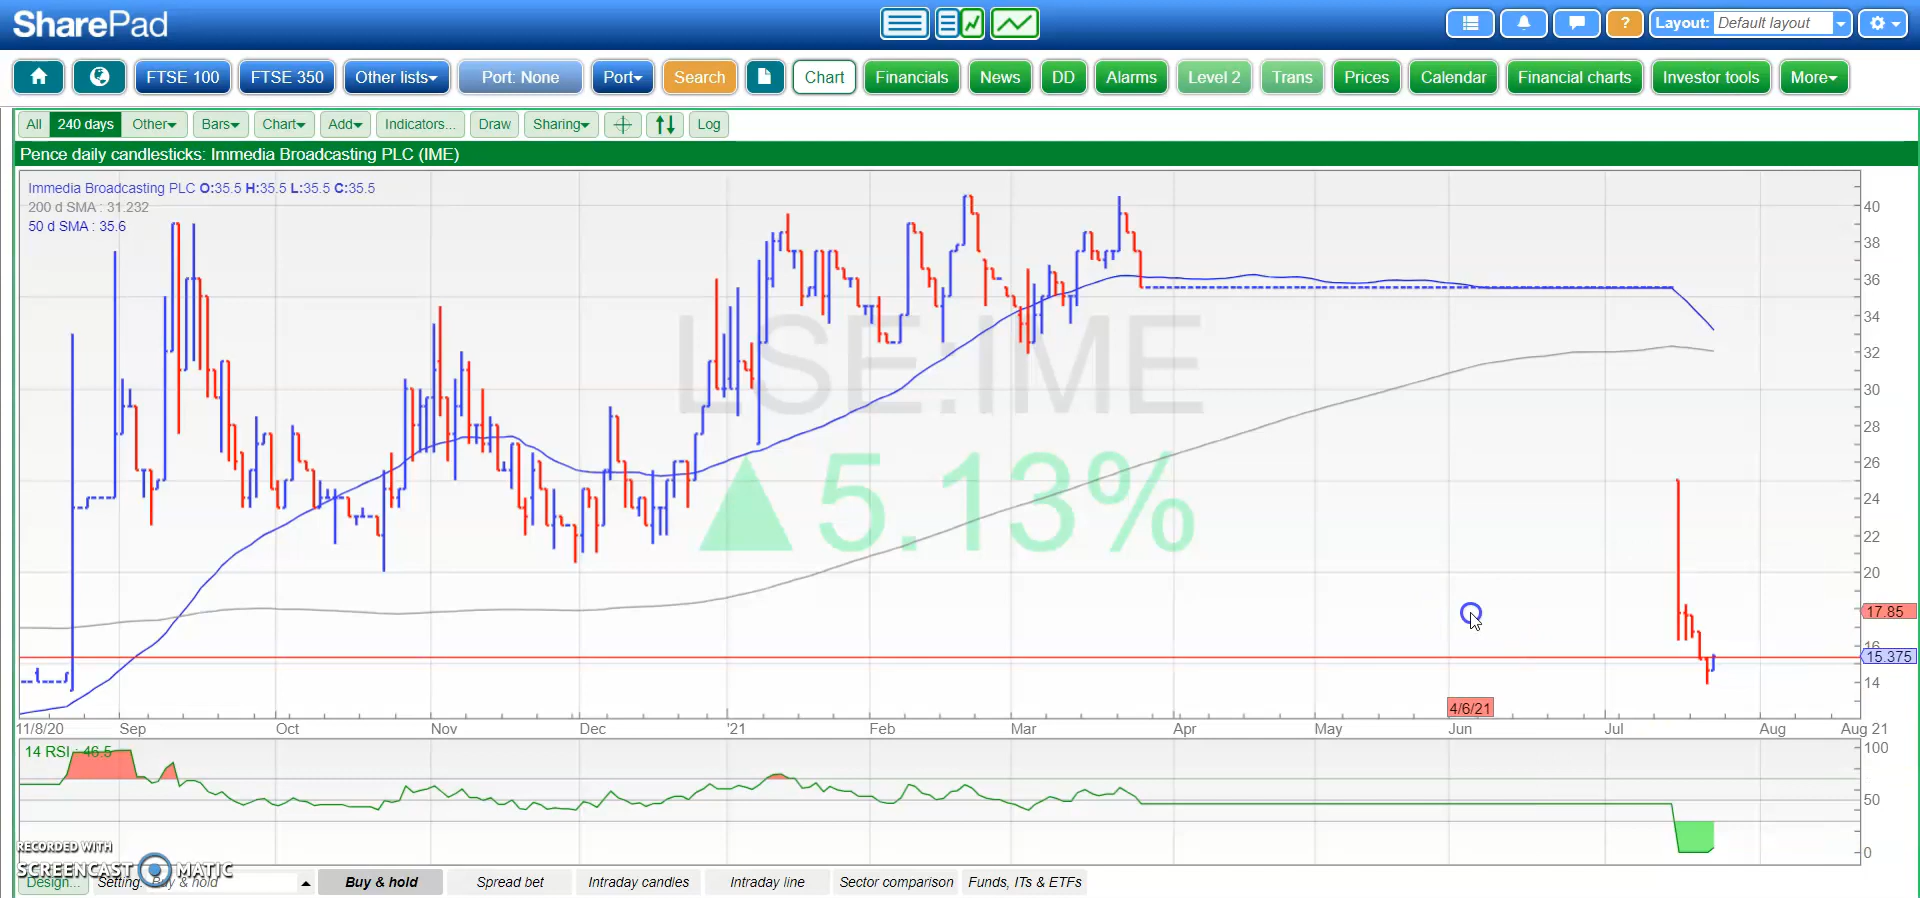 SharePad
Layout: Default layout
FTSE 100 FTSE 350 Other lists Port: None Port Search Chart Financials News DD Alarms Level 2 Trans Prices Calendar Financial charts Investor tools More
All 240 days Other Bars Chart Add Indicators... Draw Sharing Log
Pence daily candlesticks: Immedia Broadcasting PLC (IME)
Immedia Broadcasting PLC O:35.5 H:35.5 L:35.5 C:35.5
200 d SMA : 31.232
50 d SMA : 35.6
LSE:IME
▲5.13%
40
38
36
34
32
30
28
26
24
22
20
17.85
16
15.375
14
4/6/21
11/8/20 Sep Oct Nov Dec '21 Feb Mar Apr May Jun Jul Aug Aug 21
14 RSI : 46.5
100
50
0
RECORDED WITH
SCREENCAST MATIC
Design... Setting: Buy & hold Buy & hold Spread bet Intraday candles Intraday line Sector comparison Funds, ITs & ETFs